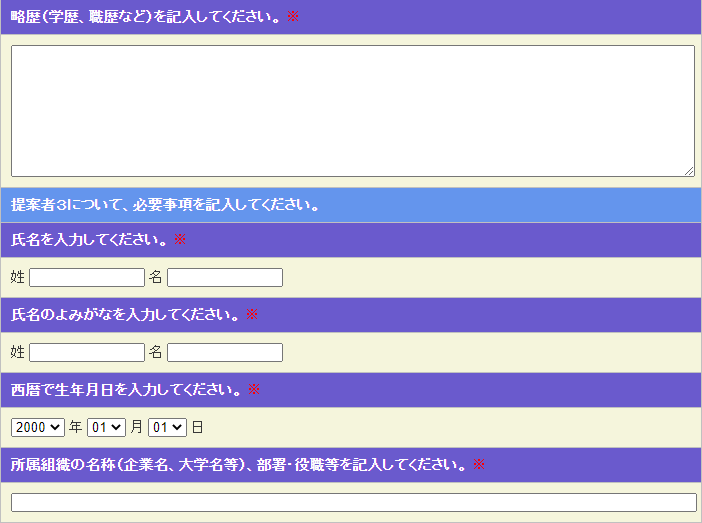 略歴(学歴、職歴など)を記入してください。 ※
提案者3について、必要事項を記入してください。
氏名を入力してください。 ※
姓 名
氏名のよみがなを入力してください。 ※
姓 名
西暦で生年月日を入力してください。 ※
2000 年 01 月 01 日
所属組織の名称(企業名、大学名等)、部署・役職等を記入してください。 ※